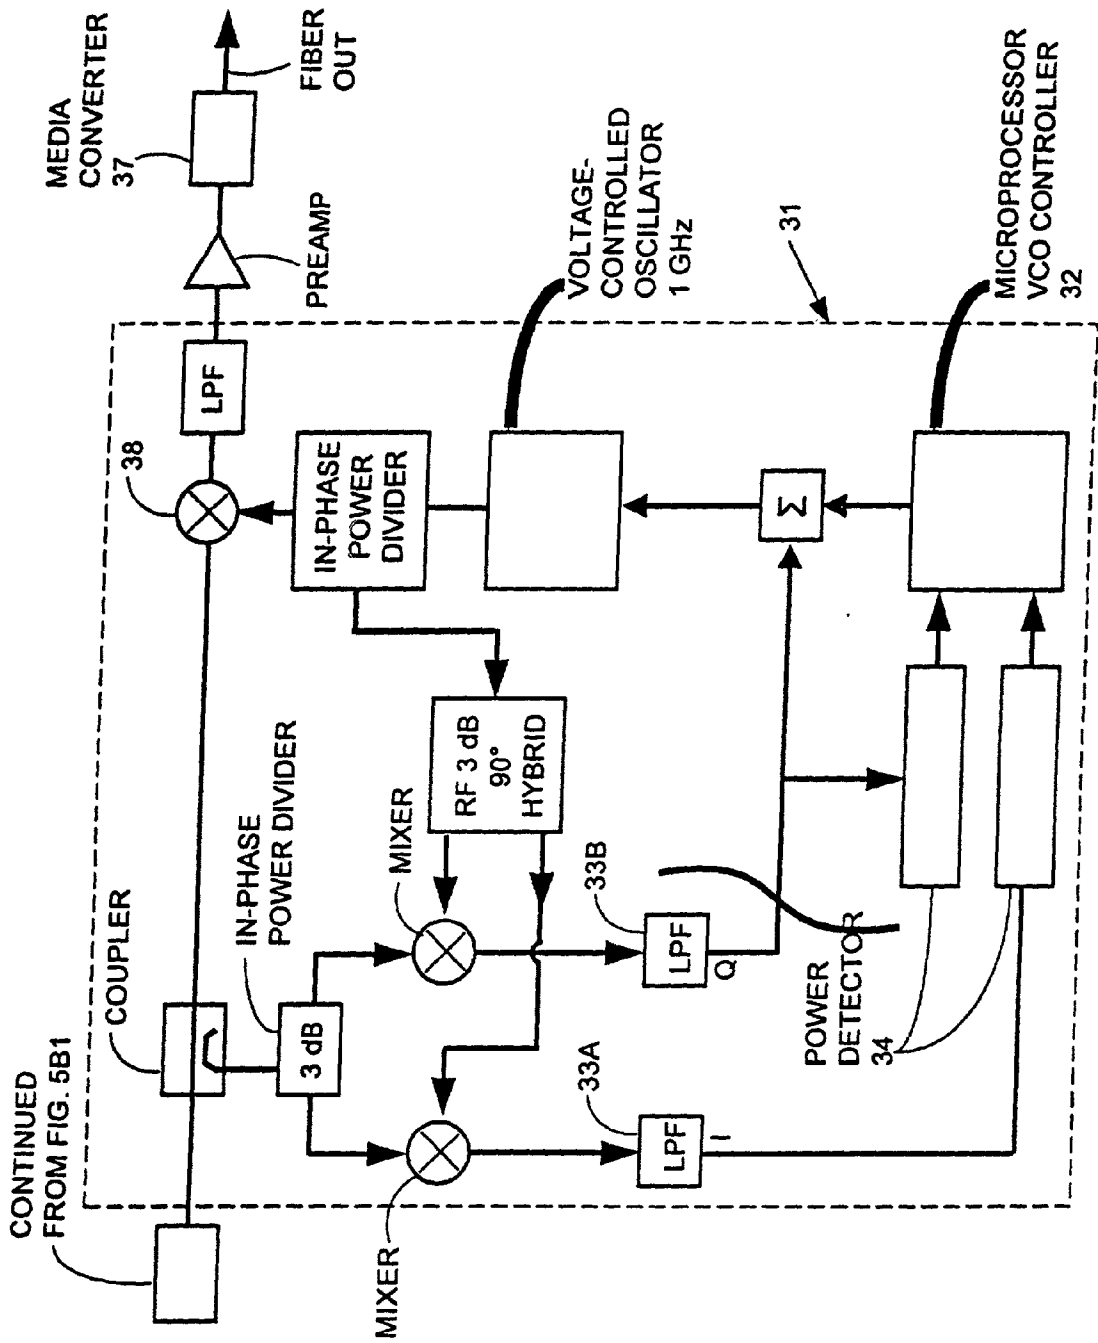 CONTINUED
FROM FIG. 5B1
COUPLER
IN-PHASE
POWER DIVIDER
3 dB
MIXER
MIXER
RF 3 dB
90°
HYBRID
33A
LPF
I
33B
LPF
Q
POWER
DETECTOR
34
38
LPF
IN-PHASE
POWER
DIVIDER
Σ
PREAMP
MEDIA
CONVERTER
37
FIBER
OUT
VOLTAGE-
CONTROLLED
OSCILLATOR
1 GHz
31
MICROPROCESSOR
VCO CONTROLLER
32